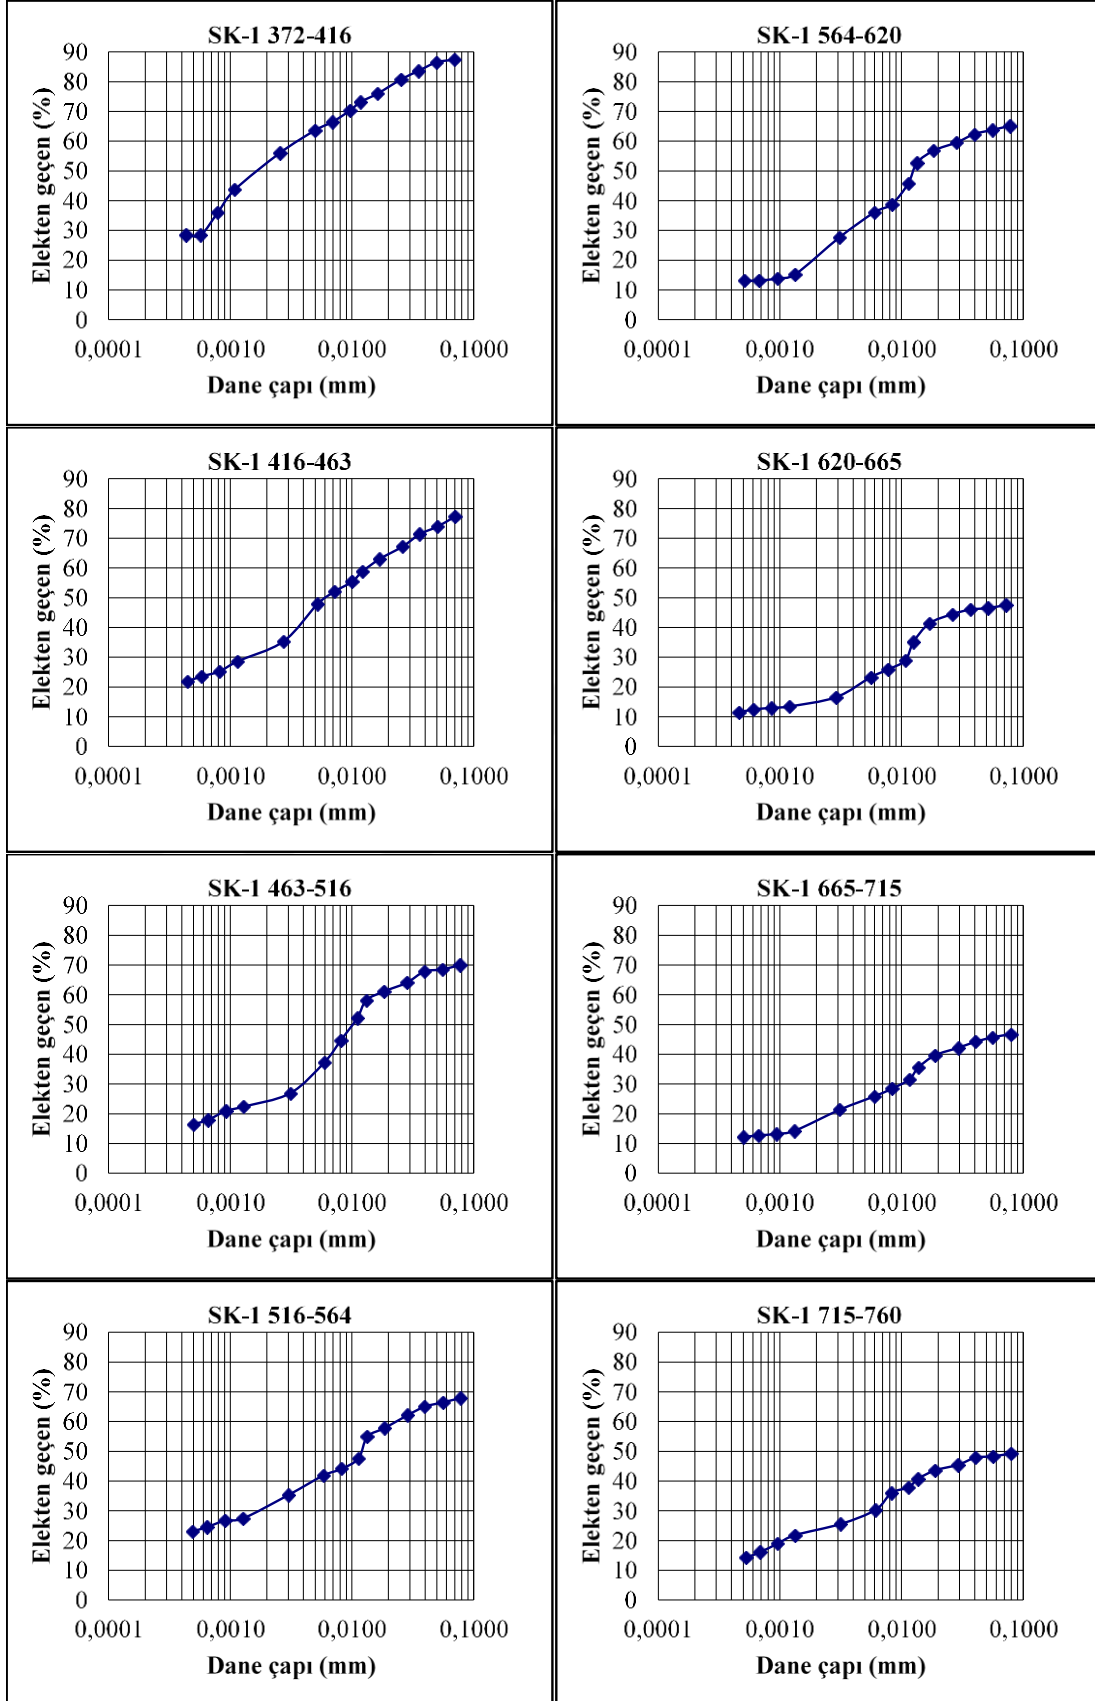 SK-1 372-416
Elekten geçen (%)
90
80
70
60
50
40
30
20
10
0
0,0001 0,0010 0,0100 0,1000
Dane çapı (mm)
SK-1 564-620
Elekten geçen (%)
90
80
70
60
50
40
30
20
10
0
0,0001 0,0010 0,0100 0,1000
Dane çapı (mm)
SK-1 416-463
Elekten geçen (%)
90
80
70
60
50
40
30
20
10
0
0,0001 0,0010 0,0100 0,1000
Dane çapı (mm)
SK-1 620-665
Elekten geçen (%)
90
80
70
60
50
40
30
20
10
0
0,0001 0,0010 0,0100 0,1000
Dane çapı (mm)
SK-1 463-516
Elekten geçen (%)
90
80
70
60
50
40
30
20
10
0
0,0001 0,0010 0,0100 0,1000
Dane çapı (mm)
SK-1 665-715
Elekten geçen (%)
90
80
70
60
50
40
30
20
10
0
0,0001 0,0010 0,0100 0,1000
Dane çapı (mm)
SK-1 516-564
Elekten geçen (%)
90
80
70
60
50
40
30
20
10
0
0,0001 0,0010 0,0100 0,1000
Dane çapı (mm)
SK-1 715-760
Elekten geçen (%)
90
80
70
60
50
40
30
20
10
0
0,0001 0,0010 0,0100 0,1000
Dane çapı (mm)